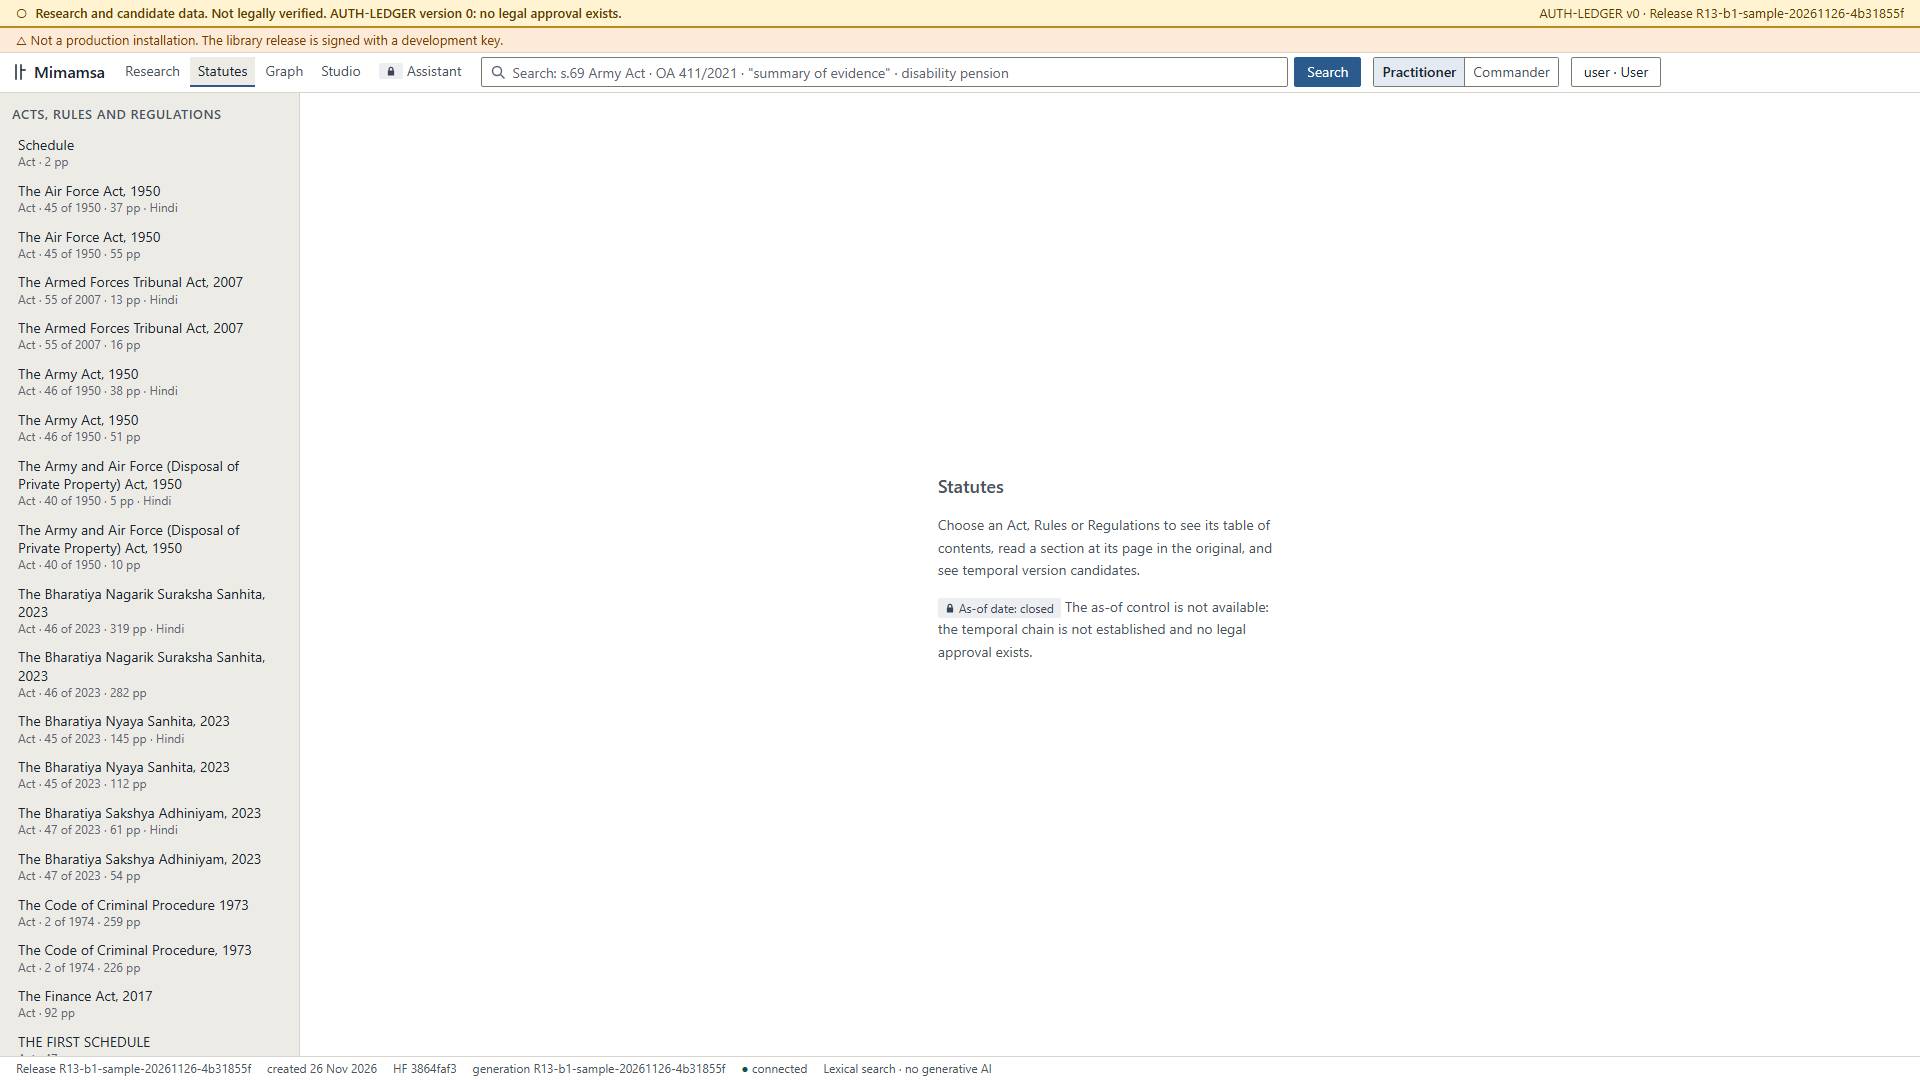 Research and candidate data. Not legally verified. AUTH-LEDGER version 0: no legal approval exists.
AUTH-LEDGER v0 · Release R13-b1-sample-20261126-4b31855f
Not a production installation. The library release is signed with a development key.
Mimamsa
Research
Statutes
Graph
Studio
Assistant
Search: s.69 Army Act · OA 411/2021 · "summary of evidence" · disability pension
Search
Practitioner
Commander
user · User
ACTS, RULES AND REGULATIONS
Schedule
Act · 2 pp
The Air Force Act, 1950
Act · 45 of 1950 · 37 pp · Hindi
The Air Force Act, 1950
Act · 45 of 1950 · 55 pp
The Armed Forces Tribunal Act, 2007
Act · 55 of 2007 · 13 pp · Hindi
The Armed Forces Tribunal Act, 2007
Act · 55 of 2007 · 16 pp
The Army Act, 1950
Act · 46 of 1950 · 38 pp · Hindi
The Army Act, 1950
Act · 46 of 1950 · 51 pp
The Army and Air Force (Disposal of
Private Property) Act, 1950
Act · 40 of 1950 · 5 pp · Hindi
The Army and Air Force (Disposal of
Private Property) Act, 1950
Act · 40 of 1950 · 10 pp
The Bharatiya Nagarik Suraksha Sanhita,
2023
Act · 46 of 2023 · 319 pp · Hindi
The Bharatiya Nagarik Suraksha Sanhita,
2023
Act · 46 of 2023 · 282 pp
The Bharatiya Nyaya Sanhita, 2023
Act · 45 of 2023 · 145 pp · Hindi
The Bharatiya Nyaya Sanhita, 2023
Act · 45 of 2023 · 112 pp
The Bharatiya Sakshya Adhiniyam, 2023
Act · 47 of 2023 · 61 pp · Hindi
The Bharatiya Sakshya Adhiniyam, 2023
Act · 47 of 2023 · 54 pp
The Code of Criminal Procedure 1973
Act · 2 of 1974 · 259 pp
The Code of Criminal Procedure, 1973
Act · 2 of 1974 · 226 pp
The Finance Act, 2017
Act · 92 pp
THE FIRST SCHEDULE
Statutes
Choose an Act, Rules or Regulations to see its table of
contents, read a section at its page in the original, and
see temporal version candidates.
As-of date: closed The as-of control is not available:
the temporal chain is not established and no legal
approval exists.
Release R13-b1-sample-20261126-4b31855f
created 26 Nov 2026
HF 3864faf3
generation R13-b1-sample-20261126-4b31855f
connected
Lexical search · no generative AI